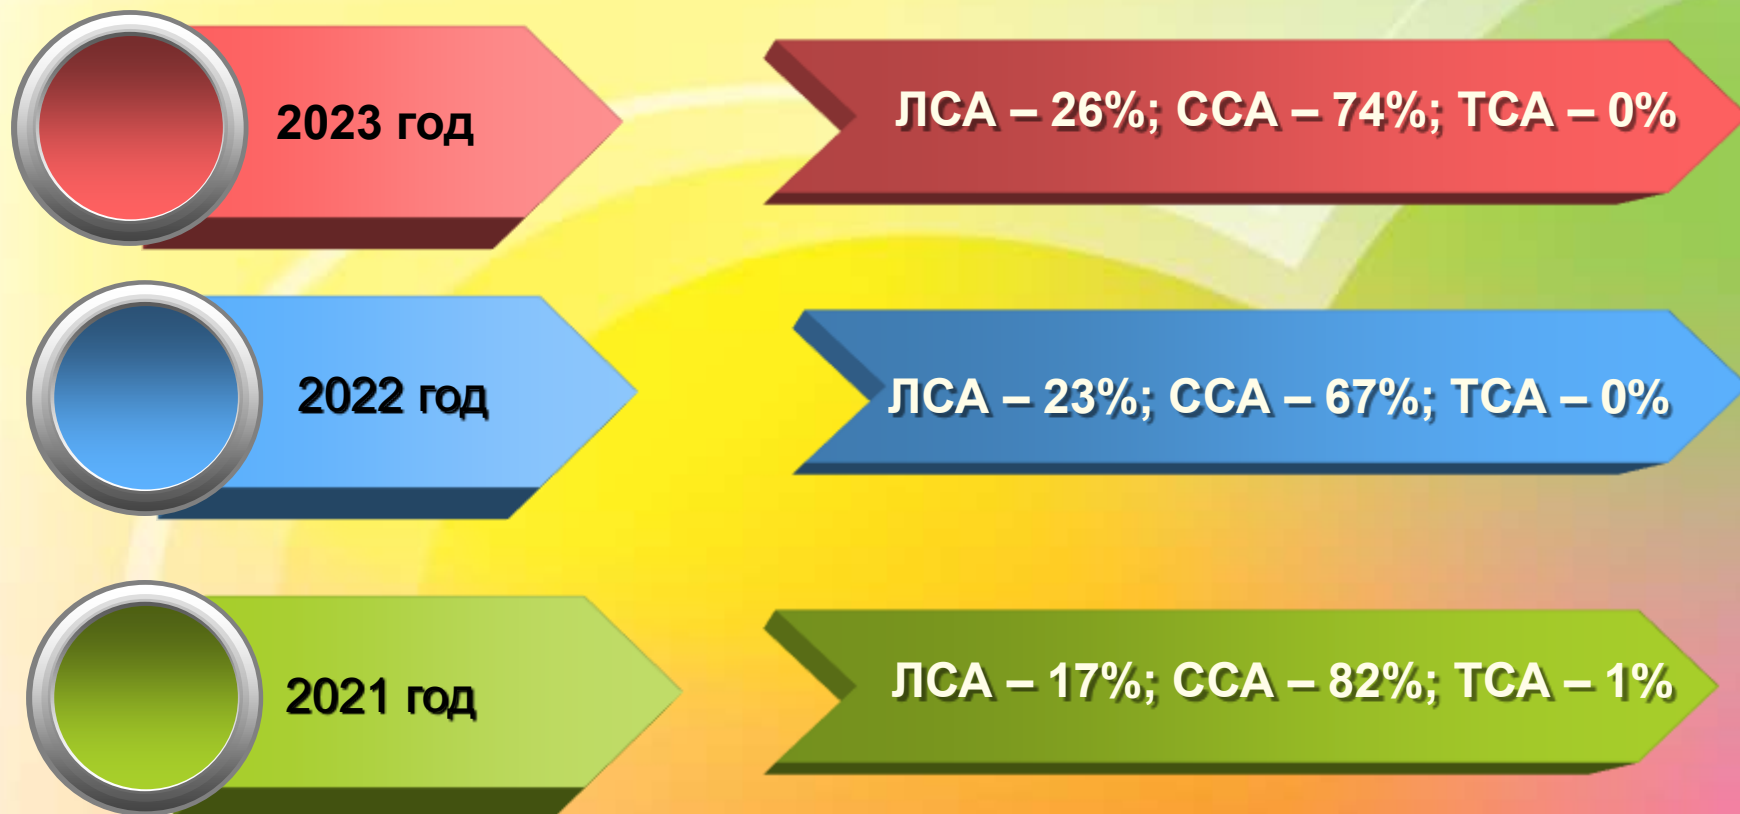 2023 год
ЛСА – 26%; ССА – 74%; ТСА – 0%
2022 год
ЛСА – 23%; ССА – 67%; ТСА – 0%
2021 год
ЛСА – 17%; ССА – 82%; ТСА – 1%